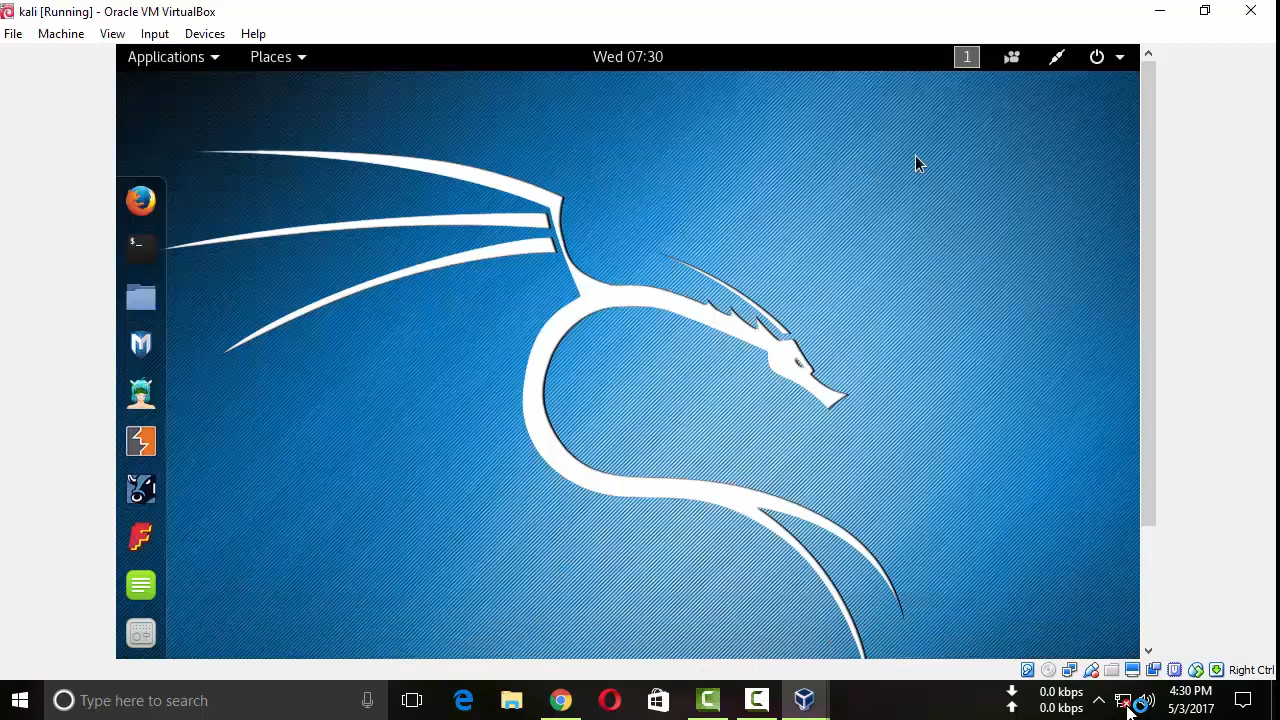 kali [Running] - Oracle VM VirtualBox
File Machine View Input Devices Help
Applications Places Wed 07:30 1
$_
Right Ctrl
Type here to search
0.0 kbps
0.0 kbps
4:30 PM
5/3/2017